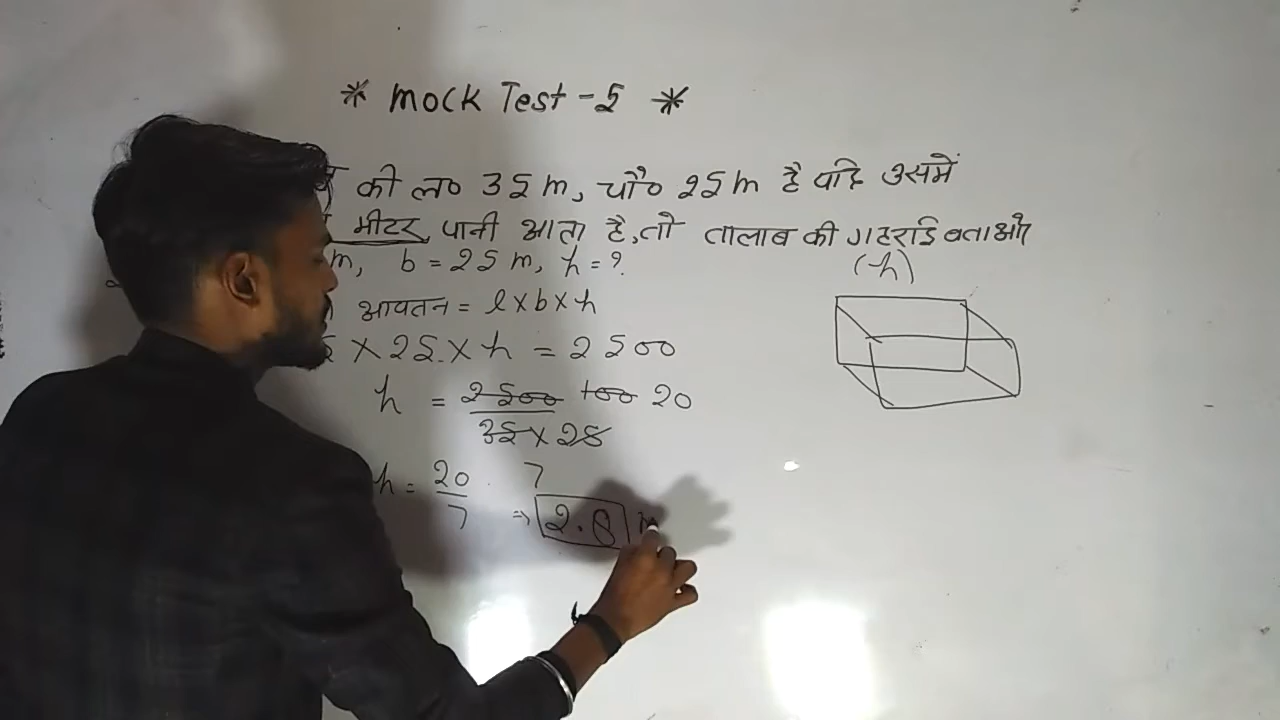 * Mock Test - 5 *
की ल० 35 m, चौ० 25 m है यदि उसमें
मीटर पानी आता है, तो तालाब की गहराई बताओ
m, b = 25 m, h = ?
(h)
आयतन = l x b x h
x 25 x h = 2500
h = 2500 100 20
35 x 25
h = 20 7
7 ⇒ 2.8 m